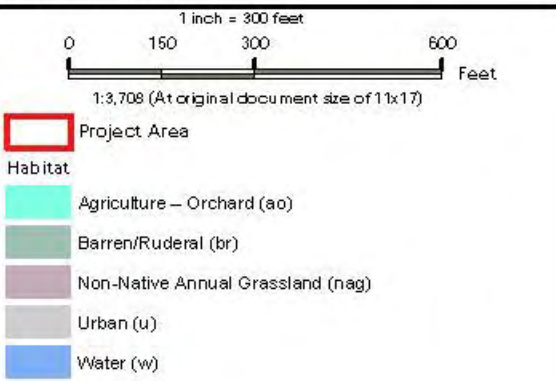 1 inch = 300 feet
0 150 300 600
Feet
1:3,708 (At original document size of 11x17)
Project Area
Habitat
Agriculture – Orchard (ao)
Barren/Ruderal (br)
Non-Native Annual Grassland (nag)
Urban (u)
Water (w)